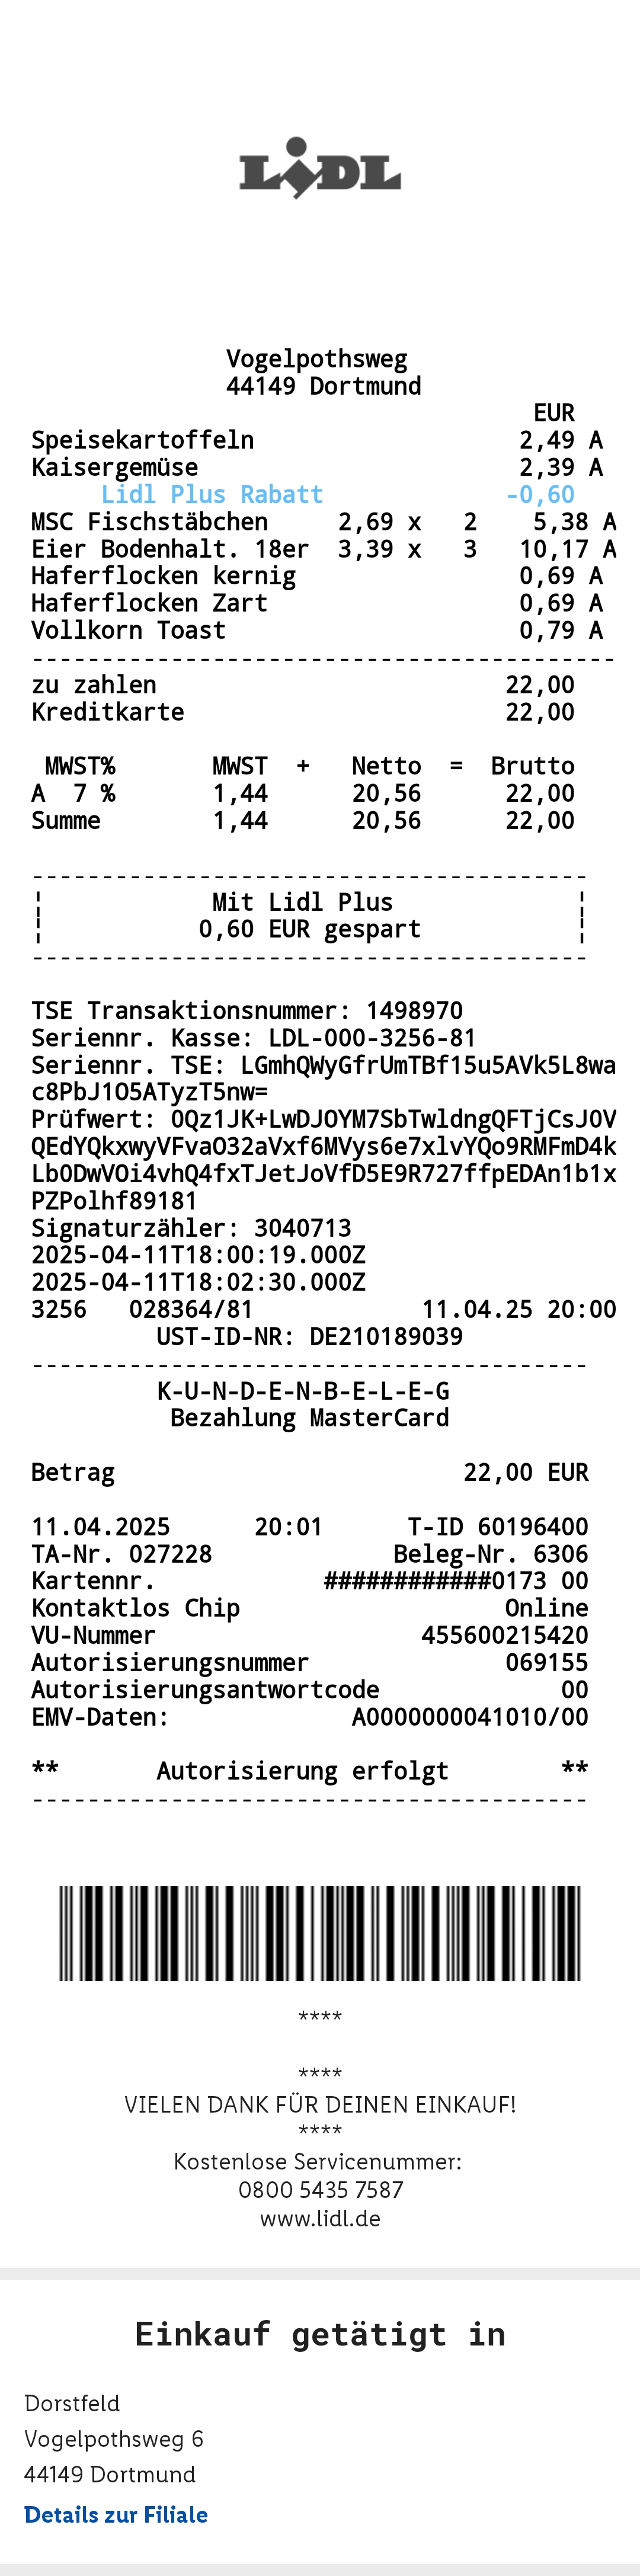 LIDL
Vogelpothsweg
44149 Dortmund
EUR
Speisekartoffeln 2,49 A
Kaisergemüse 2,39 A
Lidl Plus Rabatt -0,60
MSC Fischstäbchen 2,69 x 2 5,38 A
Eier Bodenhalt. 18er 3,39 x 3 10,17 A
Haferflocken kernig 0,69 A
Haferflocken Zart 0,69 A
Vollkorn Toast 0,79 A
------------------------------------------
zu zahlen 22,00
Kreditkarte 22,00
MWST% MWST + Netto = Brutto
A 7 % 1,44 20,56 22,00
Summe 1,44 20,56 22,00
----------------------------------------
¦ Mit Lidl Plus ¦
¦ 0,60 EUR gespart ¦
----------------------------------------
TSE Transaktionsnummer: 1498970
Seriennr. Kasse: LDL-000-3256-81
Seriennr. TSE: LGmhQWyGfrUmTBf15u5AVk5L8wa
c8PbJ1O5ATyzT5nw=
Prüfwert: 0Qz1JK+LwDJOYM7SbTwldngQFTjCsJ0V
QEdYQkxwyVFvaO32aVxf6MVys6e7xlvYQo9RMFmD4k
Lb0DwVOi4vhQ4fxTJetJoVfD5E9R727ffpEDAn1b1x
PZPolhf89181
Signaturzähler: 3040713
2025-04-11T18:00:19.000Z
2025-04-11T18:02:30.000Z
3256 028364/81 11.04.25 20:00
UST-ID-NR: DE210189039
----------------------------------------
K-U-N-D-E-N-B-E-L-E-G
Bezahlung MasterCard
Betrag 22,00 EUR
11.04.2025 20:01 T-ID 60196400
TA-Nr. 027228 Beleg-Nr. 6306
Kartennr. ############0173 00
Kontaktlos Chip Online
VU-Nummer 455600215420
Autorisierungsnummer 069155
Autorisierungsantwortcode 00
EMV-Daten: A0000000041010/00
** Autorisierung erfolgt **
----------------------------------------
****
****
VIELEN DANK FÜR DEINEN EINKAUF!
****
Kostenlose Servicenummer:
0800 5435 7587
www.lidl.de
Einkauf getätigt in
Dorstfeld
Vogelpothsweg 6
44149 Dortmund
Details zur Filiale